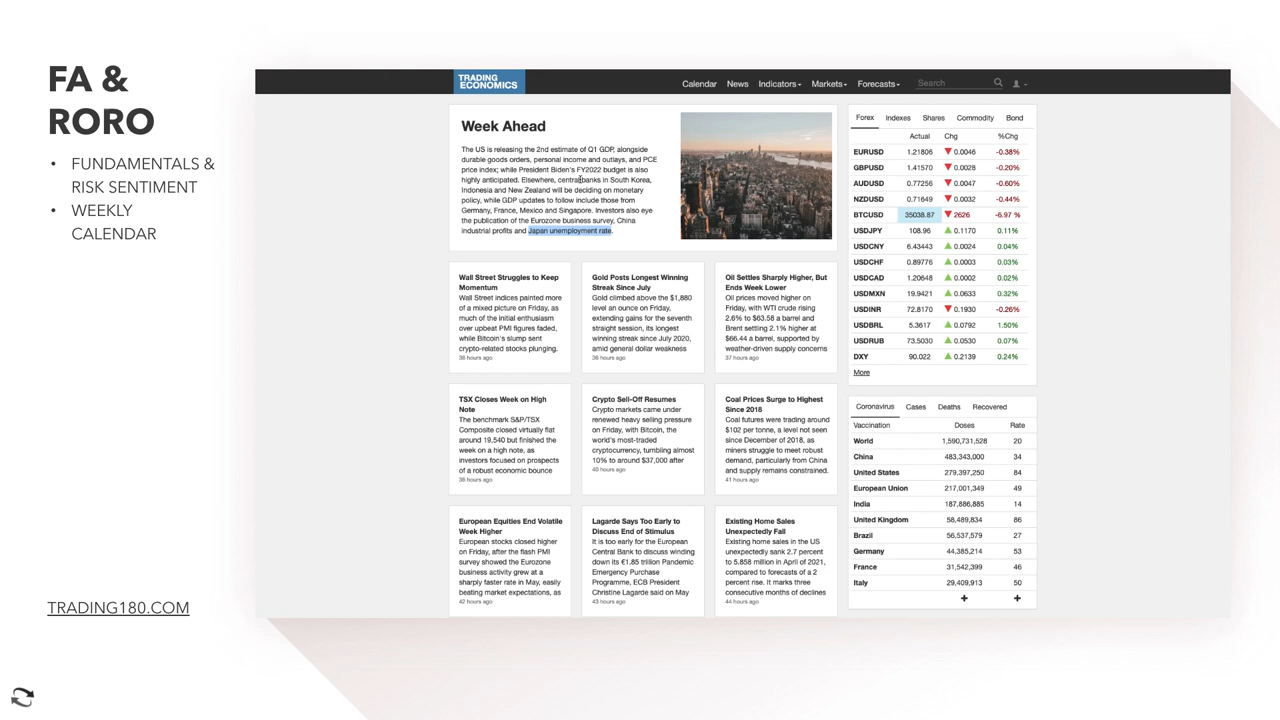 FA &
RORO
• FUNDAMENTALS &
RISK SENTIMENT
• WEEKLY
CALENDAR
TRADING180.COM
TRADING
ECONOMICS
Calendar News Indicators Markets Forecasts Search
Week Ahead
The US is releasing the 2nd estimate of Q1 GDP, alongside
durable goods orders, personal income and outlays, and PCE
price index; while President Biden's FY2022 budget is also
highly anticipated. Elsewhere, central banks in South Korea,
Indonesia and New Zealand will be deciding on monetary
policy, while GDP updates to follow include those from
Germany, France, Mexico and Singapore. Investors also eye
the publication of the Eurozone business survey, China
industrial profits and Japan unemployment rate.
Wall Street Struggles to Keep
Momentum
Wall Street indices painted more
of a mixed picture on Friday, as
much of the initial enthusiasm
over upbeat PMI figures faded,
while Bitcoin's slump sent
crypto-related stocks plunging.
36 hours ago
Gold Posts Longest Winning
Streak Since July
Gold climbed above the $1,880
level an ounce on Friday,
extending gains for the seventh
straight session, its longest
winning streak since July 2020,
amid general dollar weakness
36 hours ago
Oil Settles Sharply Higher, But
Ends Week Lower
Oil prices moved higher on
Friday, with WTI crude rising
2.6% to $63.58 a barrel and
Brent settling 2.1% higher at
$66.44 a barrel, supported by
weather-driven supply concerns
37 hours ago
TSX Closes Week on High
Note
The benchmark S&P/TSX
Composite closed virtually flat
around 19,540 but finished the
week on a high note, as
investors focused on prospects
of a robust economic bounce
38 hours ago
Crypto Sell-Off Resumes
Crypto markets came under
renewed heavy selling pressure
on Friday, with Bitcoin, the
world's most-traded
cryptocurrency, tumbling almost
10% to around $37,000 after
40 hours ago
Coal Prices Surge to Highest
Since 2018
Coal futures were trading around
$102 per tonne, a level not seen
since December of 2018, as
miners struggle to meet robust
demand, particularly from China
and supply remains constrained.
41 hours ago
European Equities End Volatile
Week Higher
European stocks closed higher
on Friday, after the flash PMI
survey showed the Eurozone
business activity grew at a
sharply faster rate in May, easily
beating market expectations, as
42 hours ago
Lagarde Says Too Early to
Discuss End of Stimulus
It is too early for the European
Central Bank to discuss winding
down its €1.85 trillion Pandemic
Emergency Purchase
Programme, ECB President
Christine Lagarde said on May
43 hours ago
Existing Home Sales
Unexpectedly Fall
Existing home sales in the US
unexpectedly sank 2.7 percent
to 5.858 million in April of 2021,
compared to forecasts of a 2
percent rise. It marks three
consecutive months of declines
44 hours ago
Forex Indexes Shares Commodity Bond
Actual Chg %Chg
EURUSD 1.21806 0.0046 -0.38%
GBPUSD 1.41570 0.0028 -0.20%
AUDUSD 0.77256 0.0047 -0.60%
NZDUSD 0.71649 0.0032 -0.44%
BTCUSD 35038.87 2626 -6.97 %
USDJPY 108.96 0.1170 0.11%
USDCNY 6.43443 0.0024 0.04%
USDCHF 0.89776 0.0003 0.03%
USDCAD 1.20648 0.0002 0.02%
USDMXN 19.9421 0.0633 0.32%
USDINR 72.8170 0.1930 -0.26%
USDBRL 5.3617 0.0792 1.50%
USDRUB 73.5030 0.0530 0.07%
DXY 90.022 0.2139 0.24%
More
Coronavirus Cases Deaths Recovered
Vaccination Doses Rate
World 1,590,731,528 20
China 483,343,000 34
United States 279,397,250 84
European Union 217,001,349 49
India 187,886,885 14
United Kingdom 58,489,834 86
Brazil 56,537,579 27
Germany 44,385,214 53
France 31,542,399 46
Italy 29,409,913 50
+ +